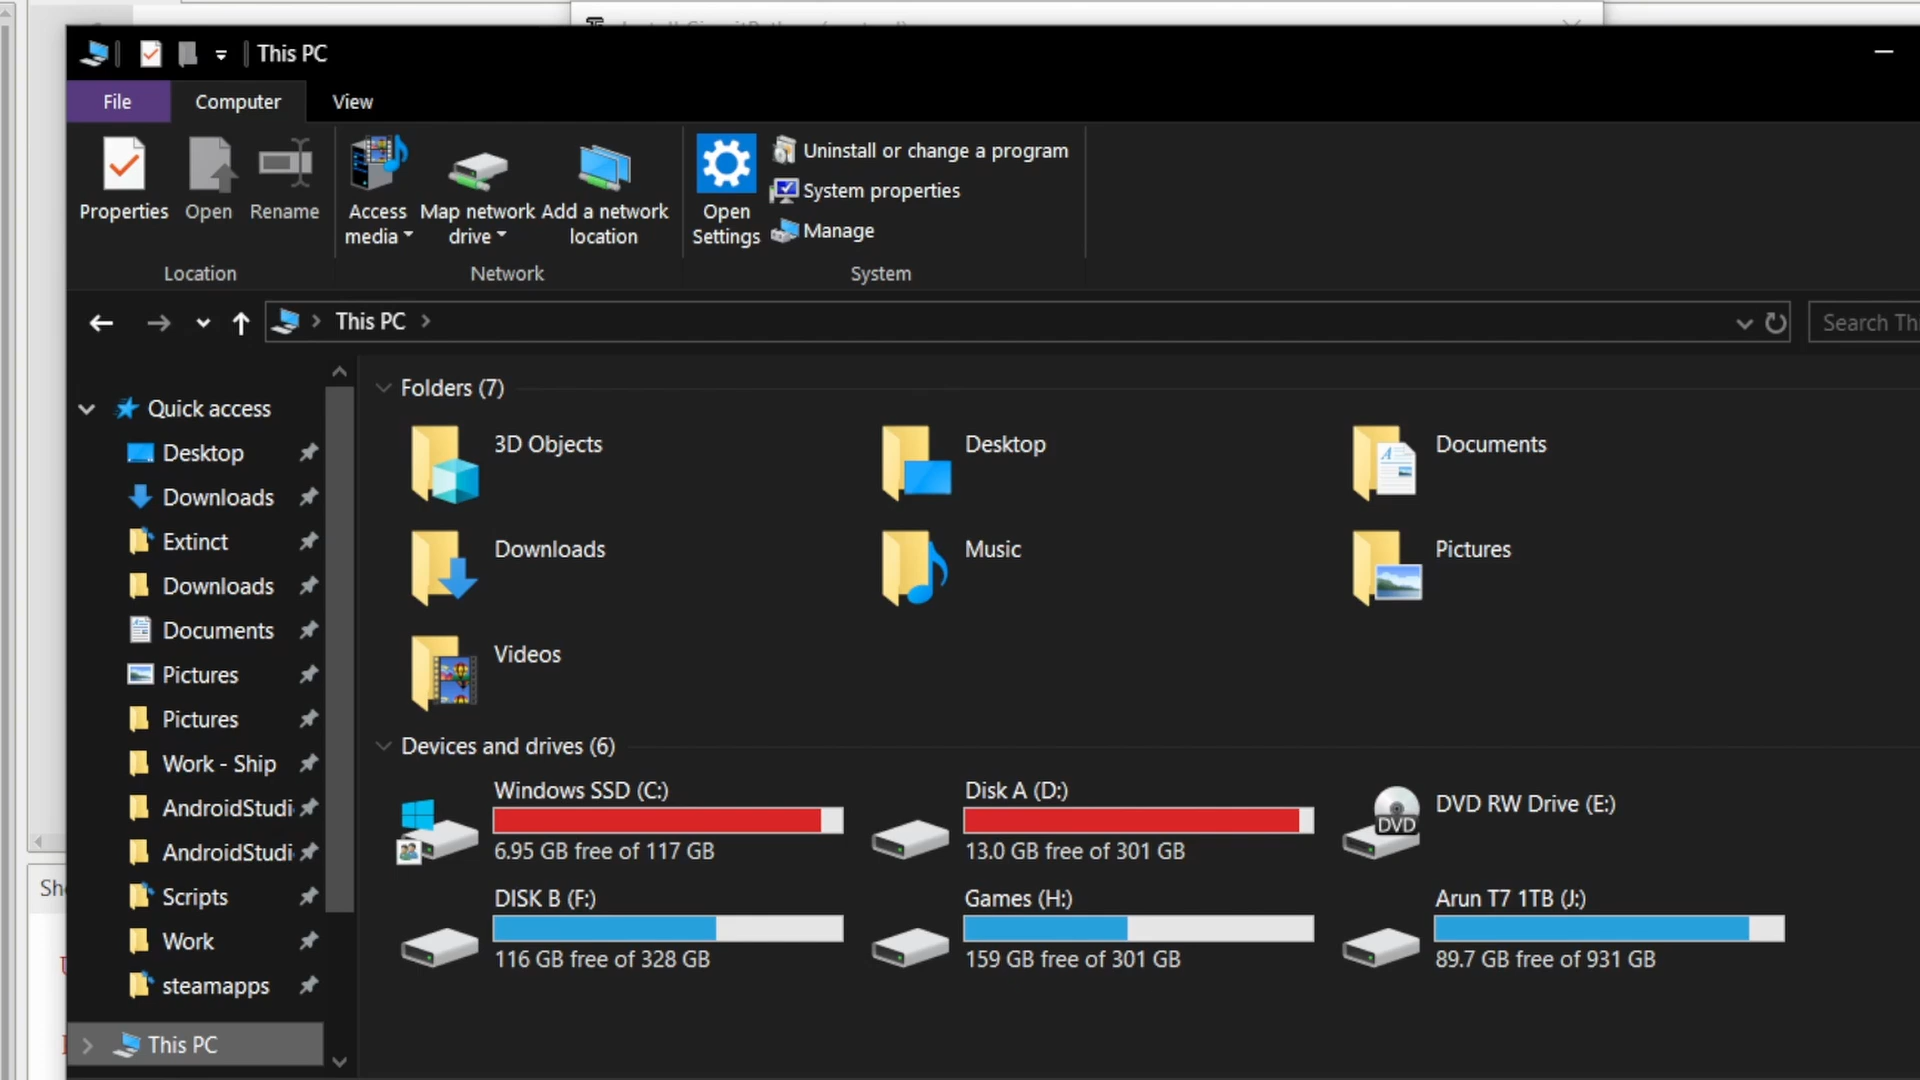 This PC
File Computer View
Properties Open Rename Access media Map network drive Add a network location Open Settings
Uninstall or change a program
System properties
Manage
Location Network System
This PC
Search
Quick access
Desktop
Downloads
Extinct
Downloads
Documents
Pictures
Pictures
Work - Ship
AndroidStudi
AndroidStudi
Scripts
Work
steamapps
This PC
Folders (7)
3D Objects Desktop Documents
Downloads Music Pictures
Videos
Devices and drives (6)
Windows SSD (C:)
6.95 GB free of 117 GB
Disk A (D:)
13.0 GB free of 301 GB
DVD RW Drive (E:)
DVD
DISK B (F:)
116 GB free of 328 GB
Games (H:)
159 GB free of 301 GB
Arun T7 1TB (J:)
89.7 GB free of 931 GB